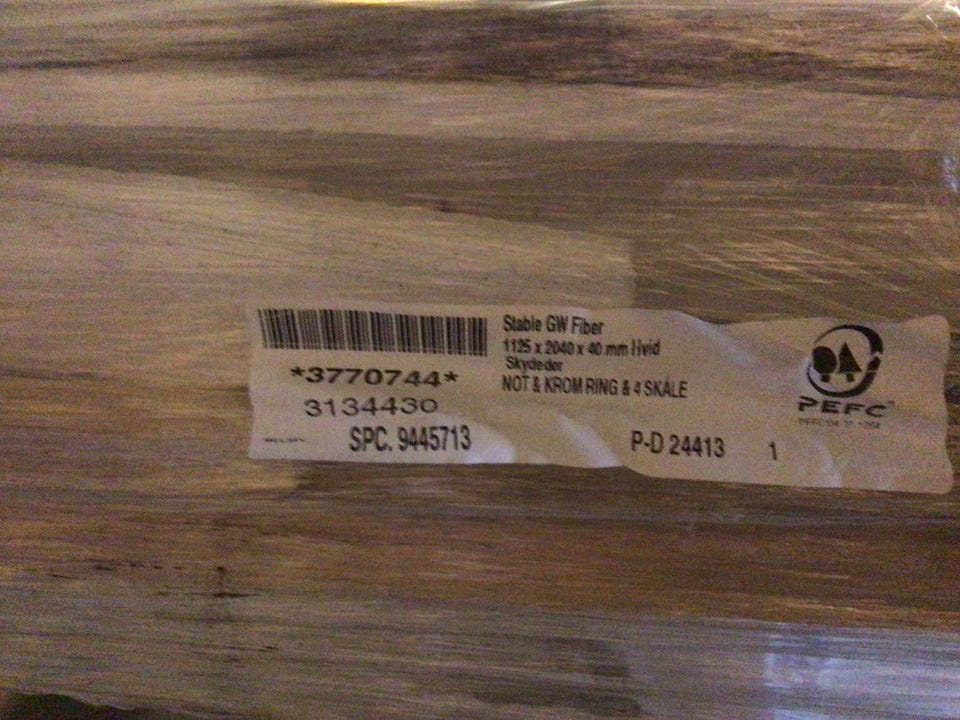 Stable GW Fiber
1125 x 2040 x 40 mm Hvid
Skydedør
NOT & KROM RING & 4 SKÅLE
*3770744*
3134430
SPC. 9445713
P-D 24413 1
PEFC